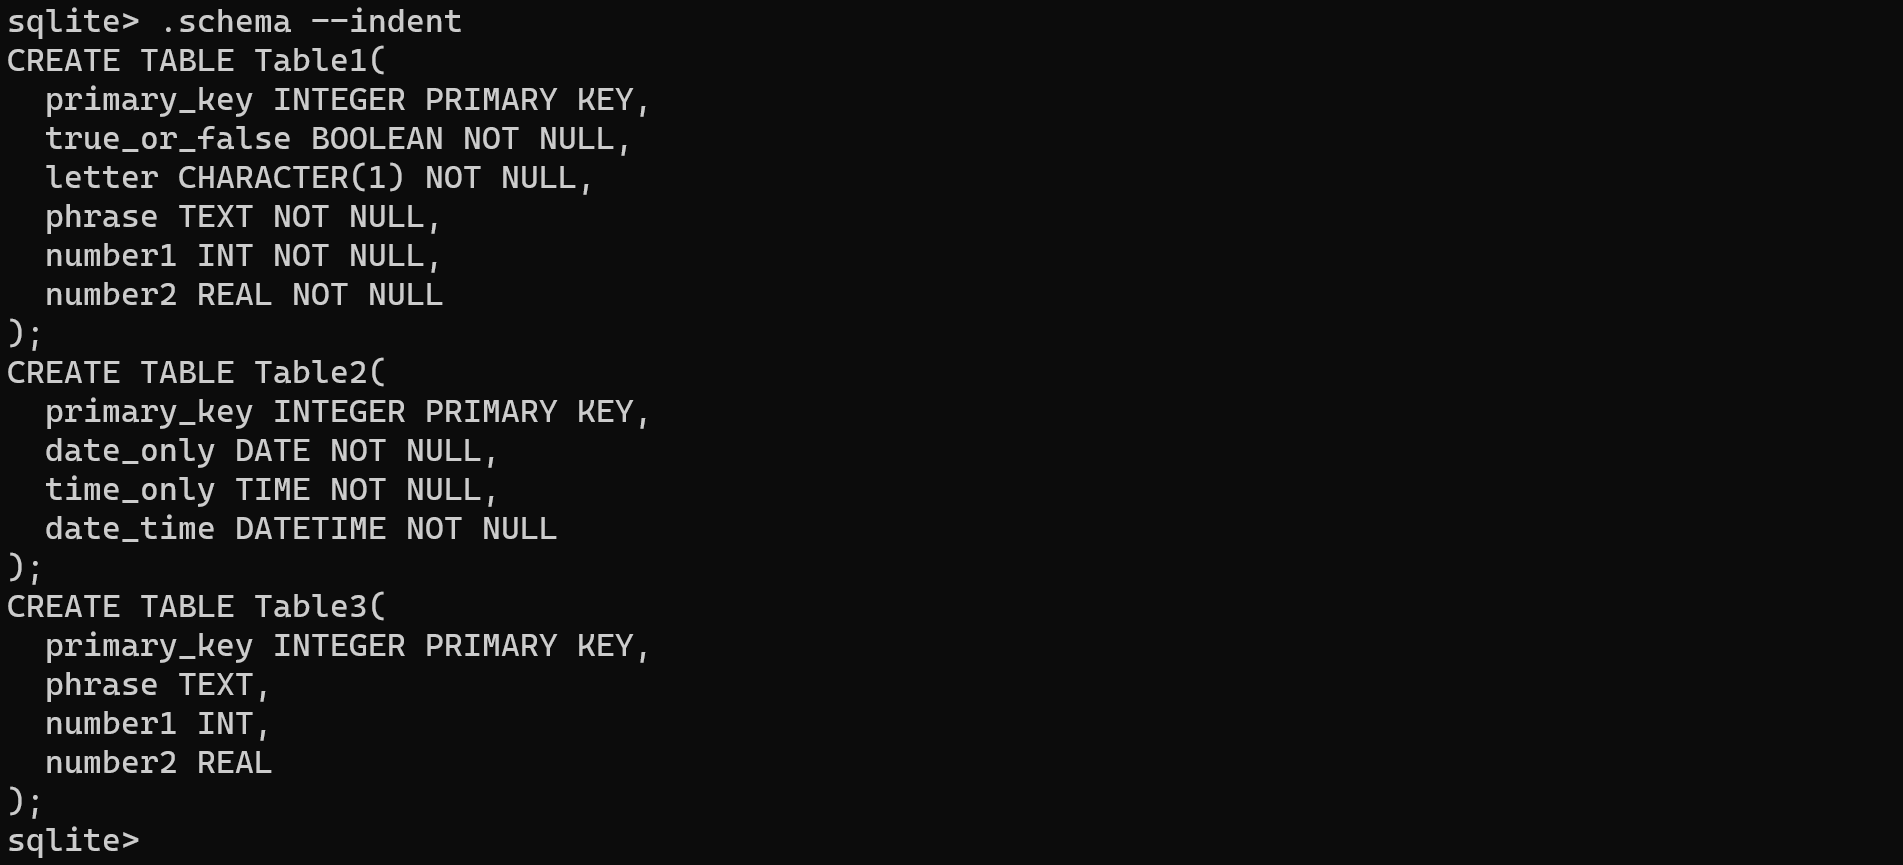 sqlite> .schema --indent
CREATE TABLE Table1(
  primary_key INTEGER PRIMARY KEY,
  true_or_false BOOLEAN NOT NULL,
  letter CHARACTER(1) NOT NULL,
  phrase TEXT NOT NULL,
  number1 INT NOT NULL,
  number2 REAL NOT NULL
);
CREATE TABLE Table2(
  primary_key INTEGER PRIMARY KEY,
  date_only DATE NOT NULL,
  time_only TIME NOT NULL,
  date_time DATETIME NOT NULL
);
CREATE TABLE Table3(
  primary_key INTEGER PRIMARY KEY,
  phrase TEXT,
  number1 INT,
  number2 REAL
);
sqlite>